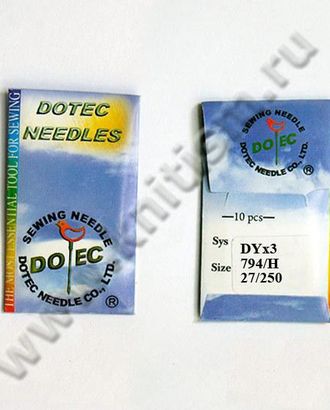 DOTEC
NEEDLES
THE MOST ESSENTIAL TOOL FOR SEWING
SEWING NEEDLE
DOTEC
DOTEC NEEDLE CO., LTD.
®
SEWING NEEDLE
DOTEC
DOTEC NEEDLE CO., LTD.
®
10 pcs
Sys DYx3
Size 794/H
27/250